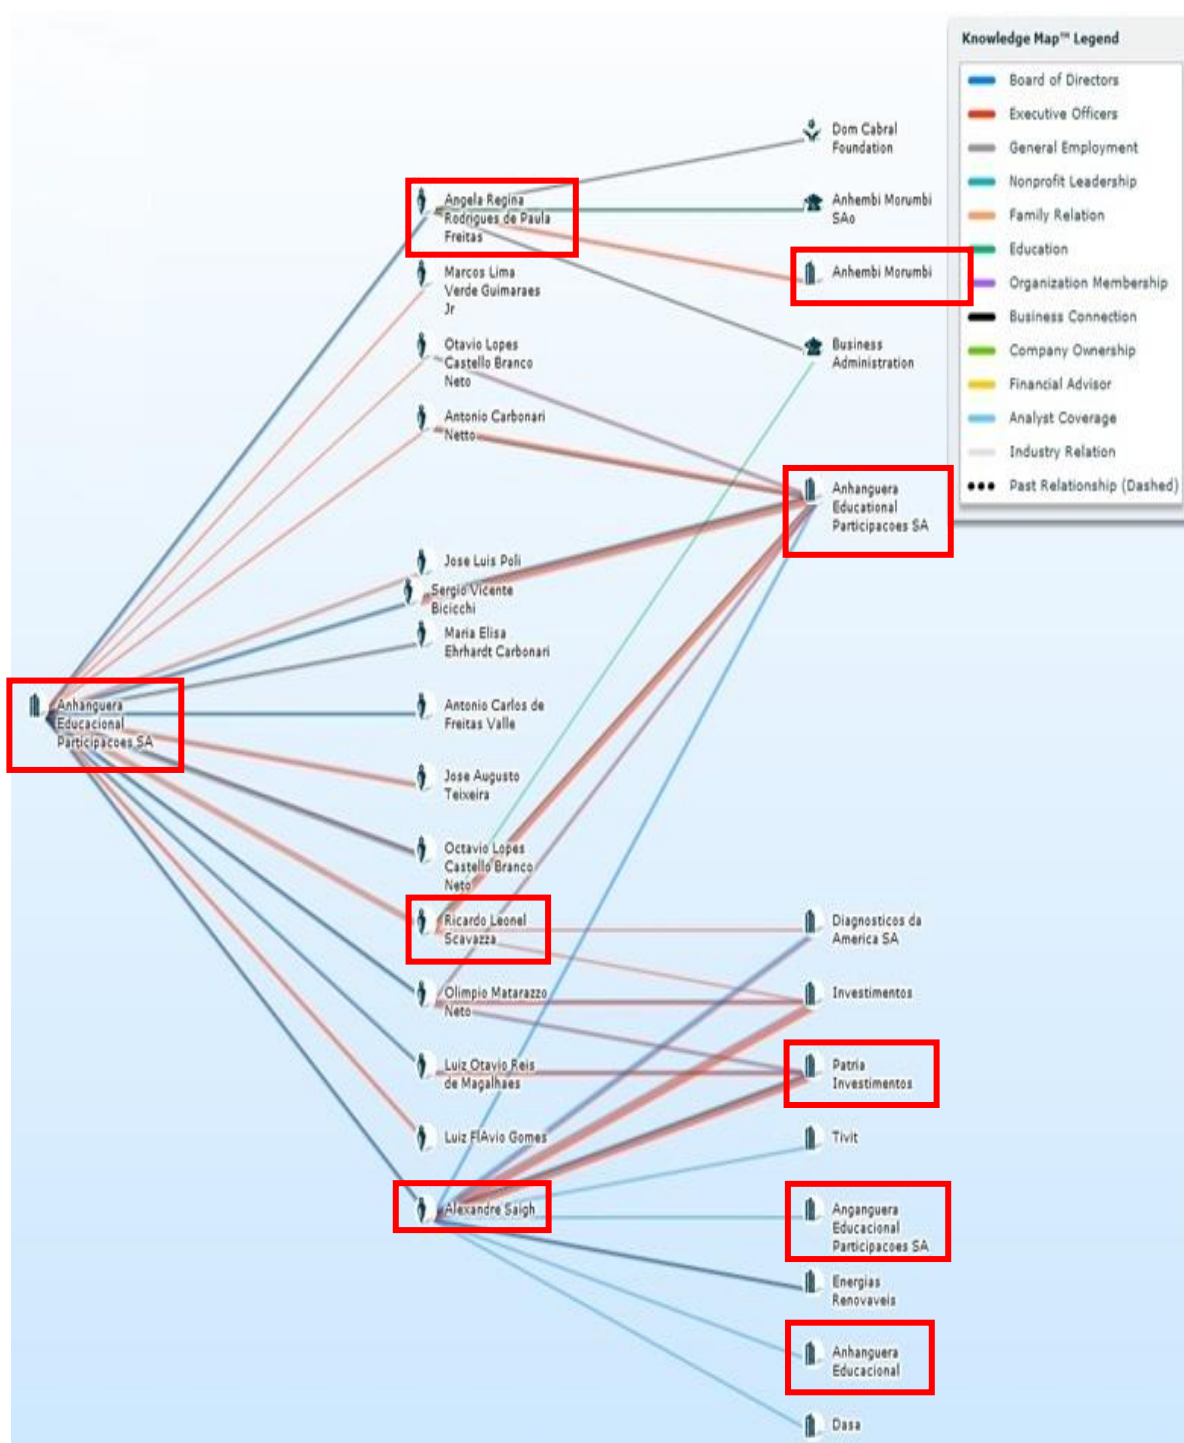 Knowledge Map™ Legend
Board of Directors
Executive Officers
General Employment
Nonprofit Leadership
Family Relation
Education
Organization Membership
Business Connection
Company Ownership
Financial Advisor
Analyst Coverage
Industry Relation
Past Relationship (Dashed)
Anhanguera
Educacional
Participacoes SA
Angela Regina
Rodrigues de Paula
Freitas
Marcos Lima
Verde Guimaraes
Jr
Otavio Lopes
Castello Branco
Neto
Antonio Carbonari
Netto
Jose Luis Poli
Sergio Vicente
Bicicchi
Maria Elisa
Ehrhardt Carbonari
Antonio Carlos de
Freitas Valle
Jose Augusto
Teixeira
Octavio Lopes
Castello Branco
Neto
Ricardo Leonel
Scavazza
Olimpio Matarazzo
Neto
Luiz Otavio Reis
de Magalhaes
Luiz FlAvio Gomes
Alexandre Saigh
Dom Cabral
Foundation
Anhembi Morumbi
SAo
Anhembi Morumbi
Business
Administration
Anhanguera
Educational
Participacoes SA
Diagnosticos da
America SA
Investimentos
Patria
Investimentos
Tivit
Anganguera
Educacional
Participacoes SA
Energias
Renovaveis
Anhanguera
Educacional
Dasa